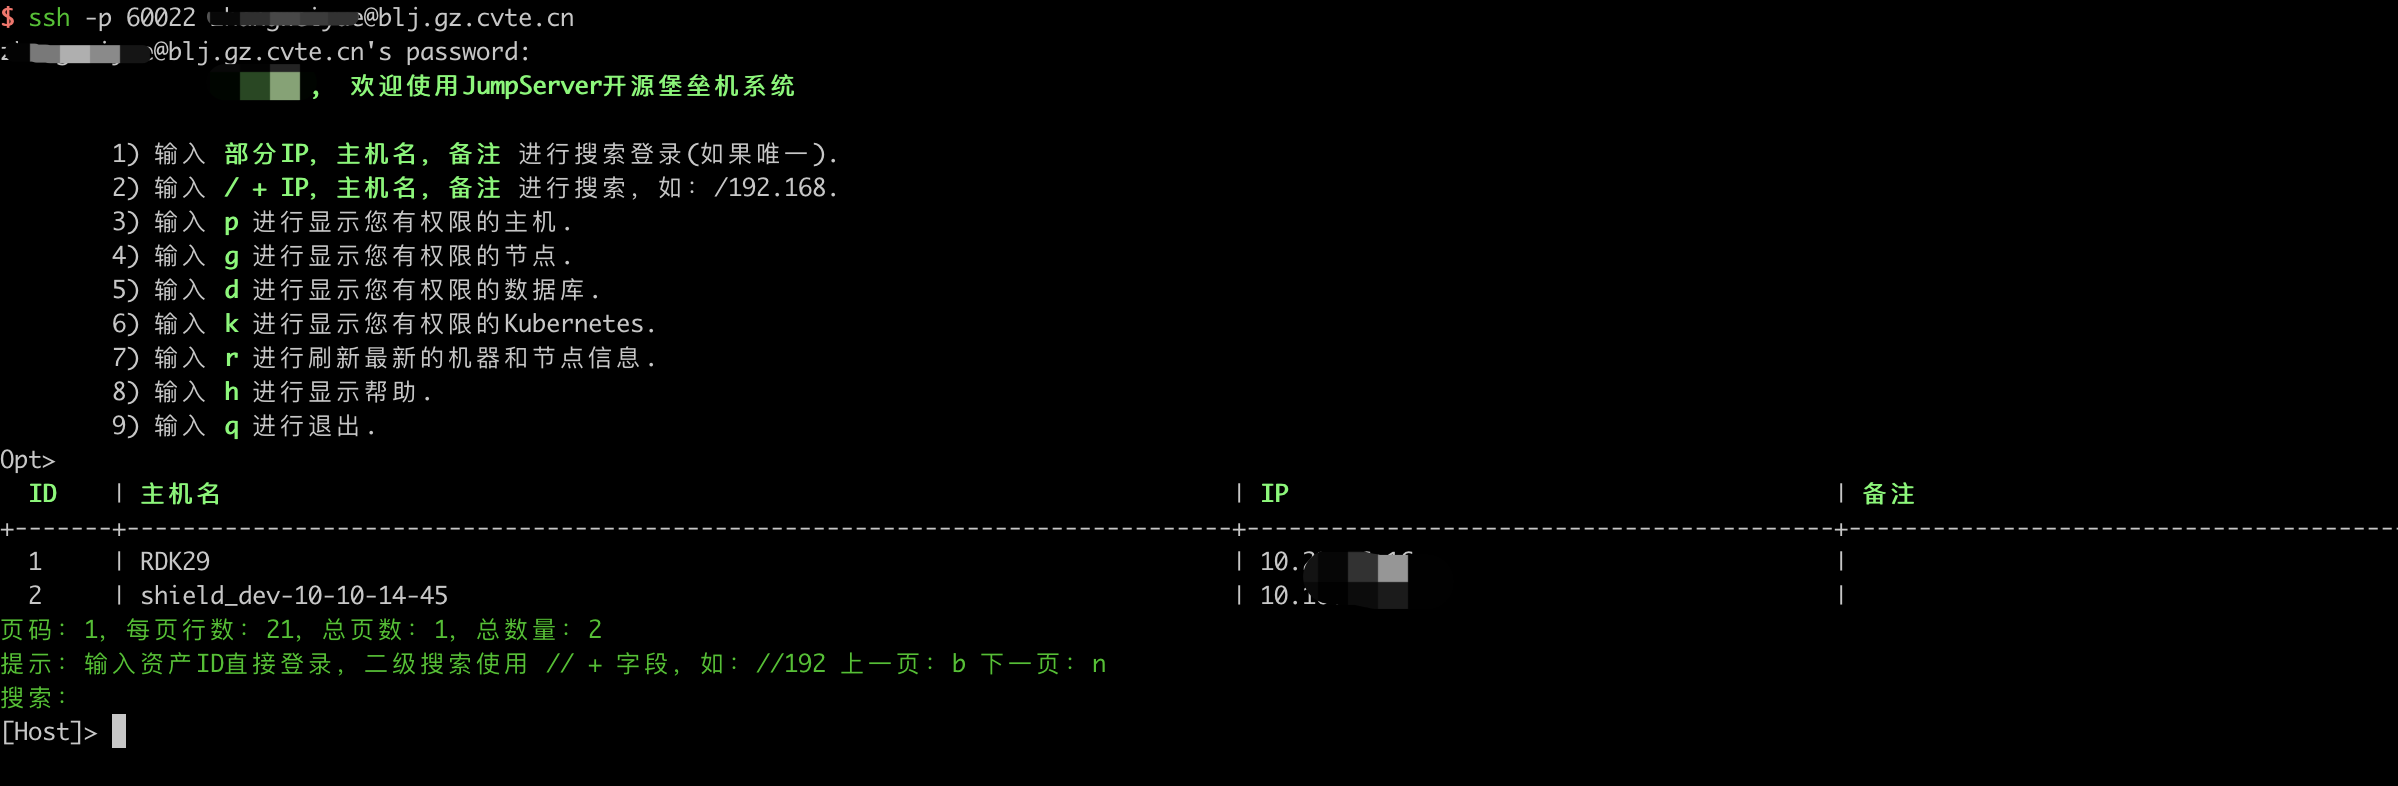 $ ssh -p 60022 @blj.gz.cvte.cn
@blj.gz.cvte.cn's password:
， 欢迎使用JumpServer开源堡垒机系统
1) 输入 部分IP，主机名，备注 进行搜索登录(如果唯一).
2) 输入 / + IP，主机名，备注 进行搜索，如：/192.168.
3) 输入 p 进行显示您有权限的主机.
4) 输入 g 进行显示您有权限的节点.
5) 输入 d 进行显示您有权限的数据库.
6) 输入 k 进行显示您有权限的Kubernetes.
7) 输入 r 进行刷新最新的机器和节点信息.
8) 输入 h 进行显示帮助.
9) 输入 q 进行退出.
Opt>
ID | 主机名 | IP | 备注
+-------+-------------------------------------------------------------------------------+------------------------------------------+---------------------------------------
1 | RDK29 | 10. |
2 | shield_dev-10-10-14-45 | 10. |
页码：1，每页行数：21，总页数：1，总数量：2
提示：输入资产ID直接登录，二级搜索使用 // + 字段，如：//192 上一页：b 下一页：n
搜索：
[Host]>